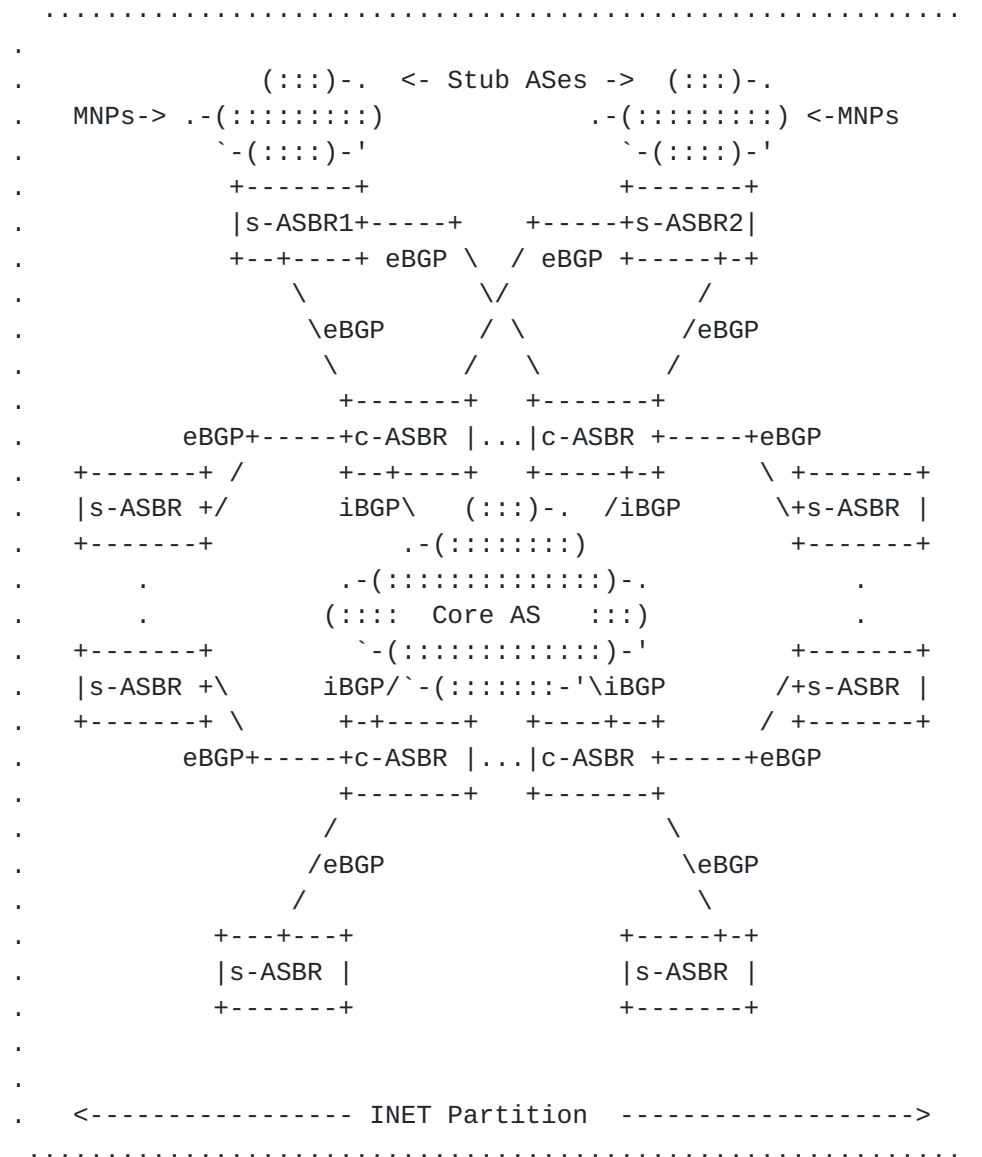 ...........................................................
.
.               (:::)-.  <- Stub ASes ->  (:::)-.
.   MNPs-> .-(:::::::::)             .-(:::::::::) <-MNPs
.            `-(::::)-'                `-(::::)-'
.             +-------+                +-------+
.             |s-ASBR1+-----+    +-----+s-ASBR2|
.             +--+----+ eBGP \  / eBGP +-----+-+
.                 \           \/            /
.                  \eBGP      / \          /eBGP
.                   \        /   \        /
.                    +-------+   +-------+
.          eBGP+-----+c-ASBR |...|c-ASBR +-----+eBGP
.   +-------+ /      +--+----+   +-----+-+      \ +-------+
.   |s-ASBR +/       iBGP\   (:::)-.  /iBGP      \+s-ASBR |
.   +-------+            .-(::::::::)             +-------+
.       .            .-(::::::::::::::)-.             .
.       .           (::::  Core AS   :::)             .
.   +-------+         `-(:::::::::::::)-'         +-------+
.   |s-ASBR +\      iBGP/`-(:::::::-'\iBGP       /+s-ASBR |
.   +-------+ \      +-+-----+   +----+--+      / +-------+
.          eBGP+-----+c-ASBR |...|c-ASBR +-----+eBGP
.                    +-------+   +-------+
.                   /                     \
.                  /eBGP                   \eBGP
.                 /                         \
.            +---+---+                 +-----+-+
.            |s-ASBR |                 |s-ASBR |
.            +-------+                 +-------+
.
.
.   <----------------- INET Partition  ------------------->
............................................................